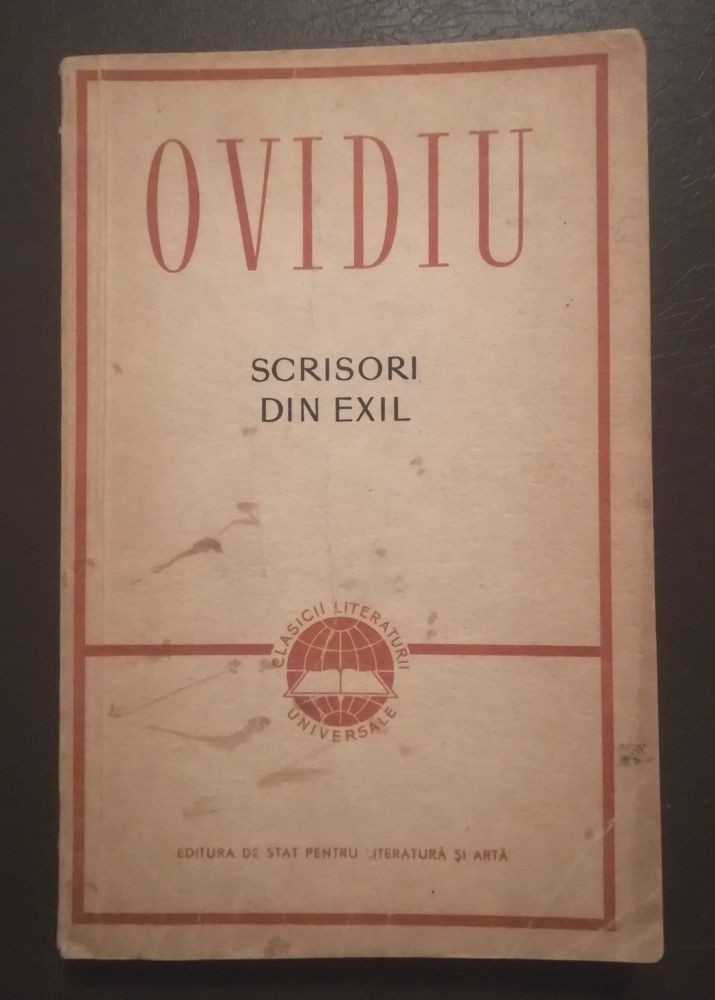 OVIDIU
SCRISORI
DIN EXIL
CLASICII LITERATURII
UNIVERSALE
EDITURA DE STAT PENTRU LITERATURĂ ȘI ARTĂ